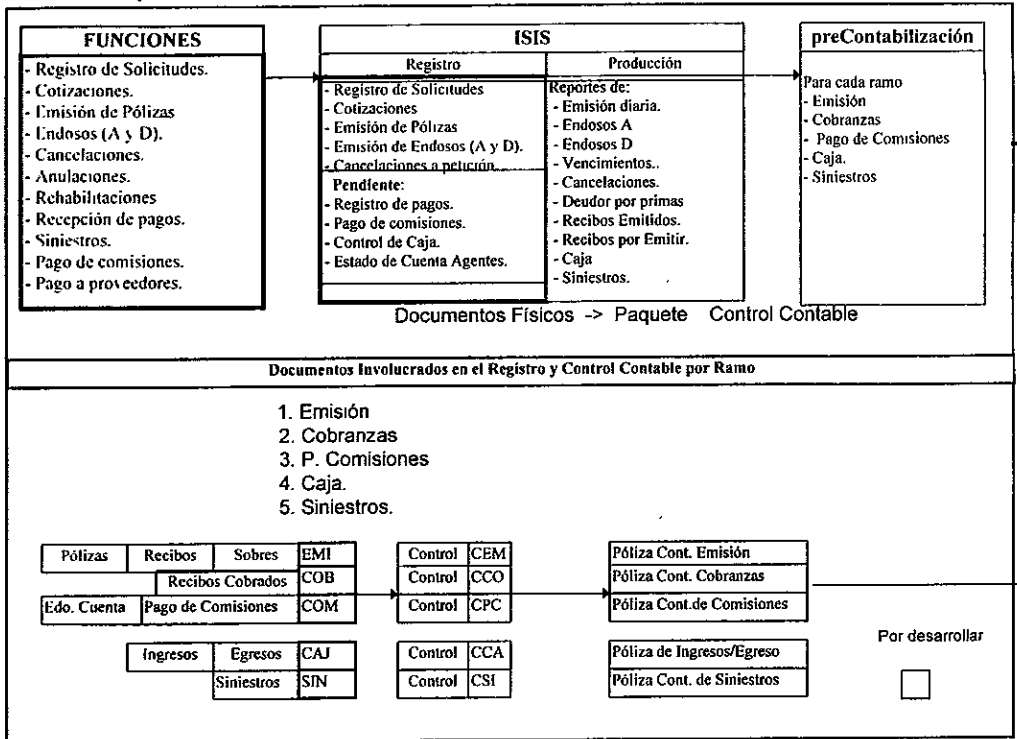 FUNCIONES
- Registro de Solicitudes.
- Cotizaciones.
- Emisión de Pólizas
- Endosos (A y D).
- Cancelaciones.
- Anulaciones.
- Rehabilitaciones
- Recepción de pagos.
- Siniestros.
- Pago de comisiones.
- Pago a proveedores.
ISIS
Registro
- Registro de Solicitudes
- Cotizaciones
- Emisión de Pólizas
- Emisión de Endosos (A y D).
- Cancelaciones a petición..
Pendiente:
- Registro de pagos.
- Pago de comisiones.
- Control de Caja.
- Estado de Cuenta Agentes.
Producción
Reportes de:
- Emisión diaria.
- Endosos A
- Endosos D
- Vencimientos..
- Cancelaciones.
- Deudor por primas
- Recibos Emitidos.
- Recibos por Emitir.
- Caja
- Siniestros.
preContabilización
Para cada ramo
- Emisión
- Cobranzas
- Pago de Comisiones
- Caja.
- Siniestros
Documentos Físicos -> Paquete Control Contable
Documentos Involucrados en el Registro y Control Contable por Ramo
1. Emisión
2. Cobranzas
3. P. Comisiones
4. Caja.
5. Siniestros.
Pólizas Recibos Sobres EMI Control CEM Póliza Cont. Emisión
Recibos Cobrados COB Control CCO Póliza Cont. Cobranzas
Edo. Cuenta Pago de Comisiones COM Control CPC Póliza Cont.de Comisiones
Ingresos Egresos CAJ Control CCA Póliza de Ingresos/Egreso
Siniestros SIN Control CSI Póliza Cont. de Siniestros
Por desarrollar